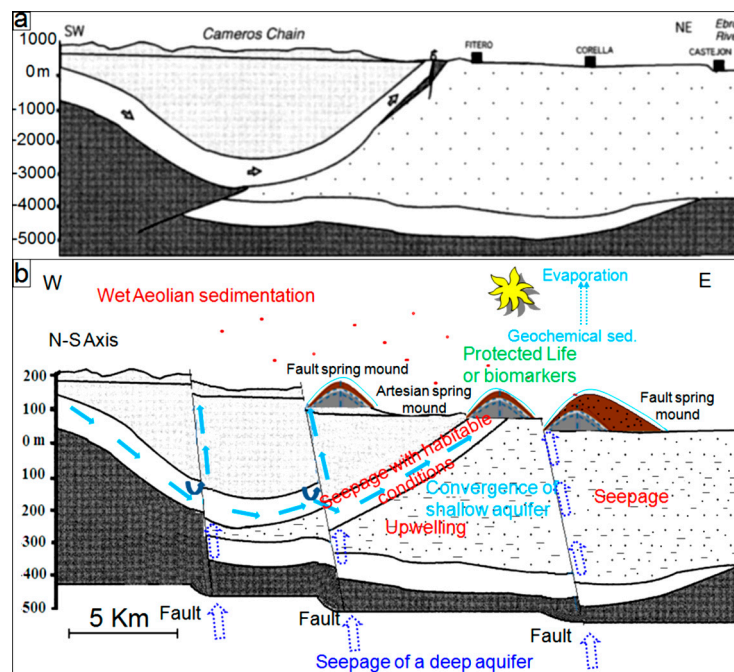 a
SW
Cameros Chain
NE
Ebro
River
FITERO
CORELLA
CASTEJON
1000
0 m
-1000
-2000
-3000
-4000
-5000
b
W
E
Wet Aeolian sedimentation
Evaporation
Geochemical sed.
N-S Axis
Protected Life
or biomarkers
Fault spring mound
Artesian spring
mound
Fault spring
mound
200
100
0 m
100
200
-300
-400
500
Seepage with habitable
conditions
Convergence of
shallow aquifer
Seepage
Upwelling
5 Km
Fault
Fault
Fault
Seepage of a deep aquifer